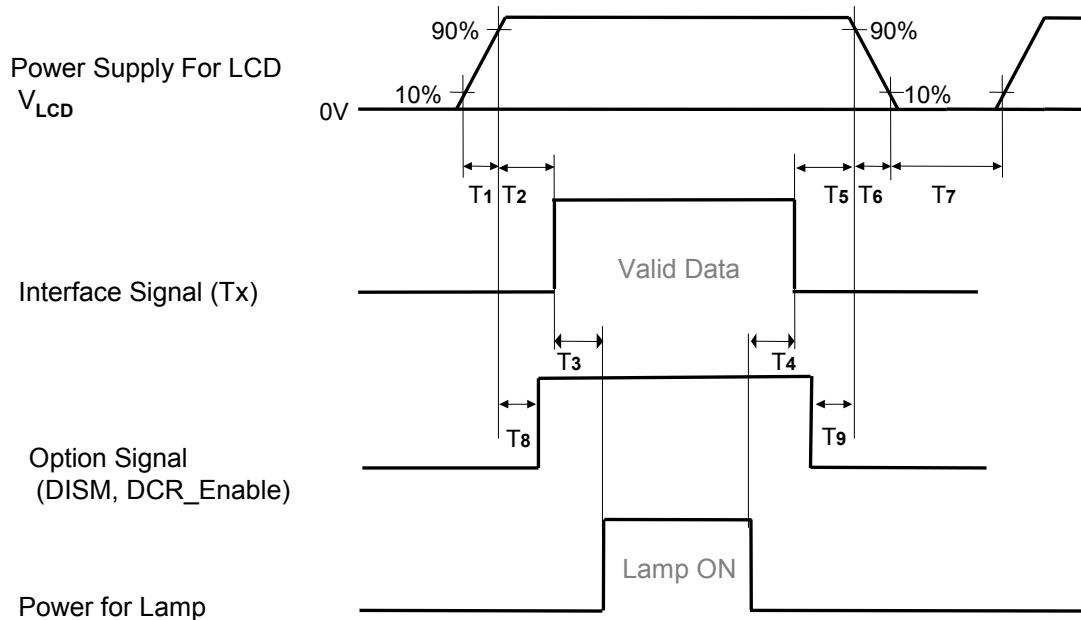 90%
90%
Power Supply For LCD
VLCD
10%
10%
0V
T1 T2 T5 T6 T7
Valid Data
Interface Signal (Tx)
T3 T4
T8 T9
Option Signal
(DISM, DCR_Enable)
Lamp ON
Power for Lamp